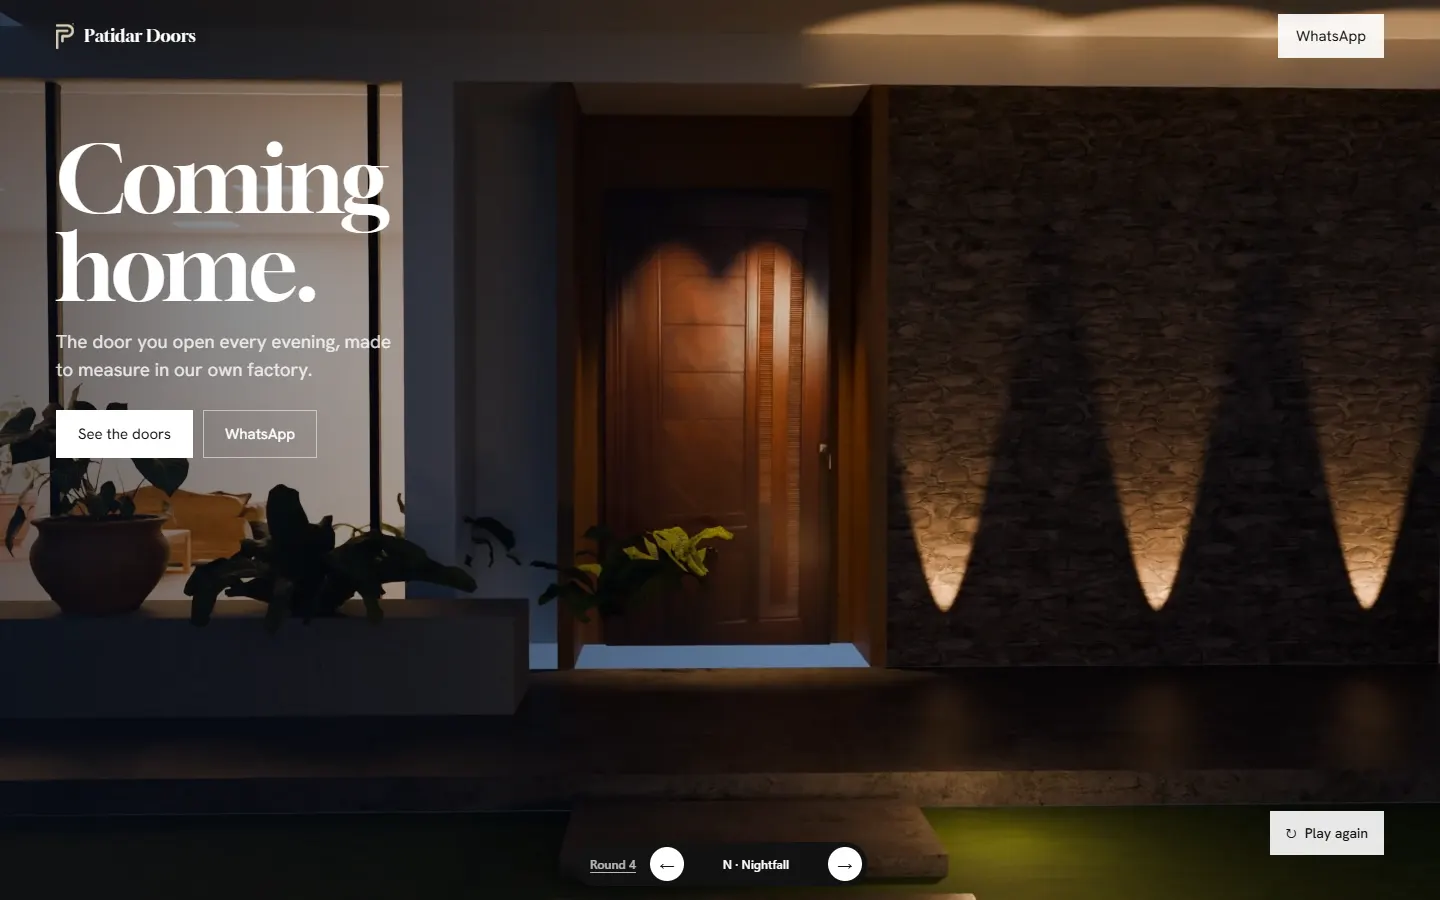 Patidar Doors
WhatsApp
Coming
home.
The door you open every evening, made
to measure in our own factory.
See the doors
WhatsApp
↻ Play again
Round 4 ← N · Nightfall →